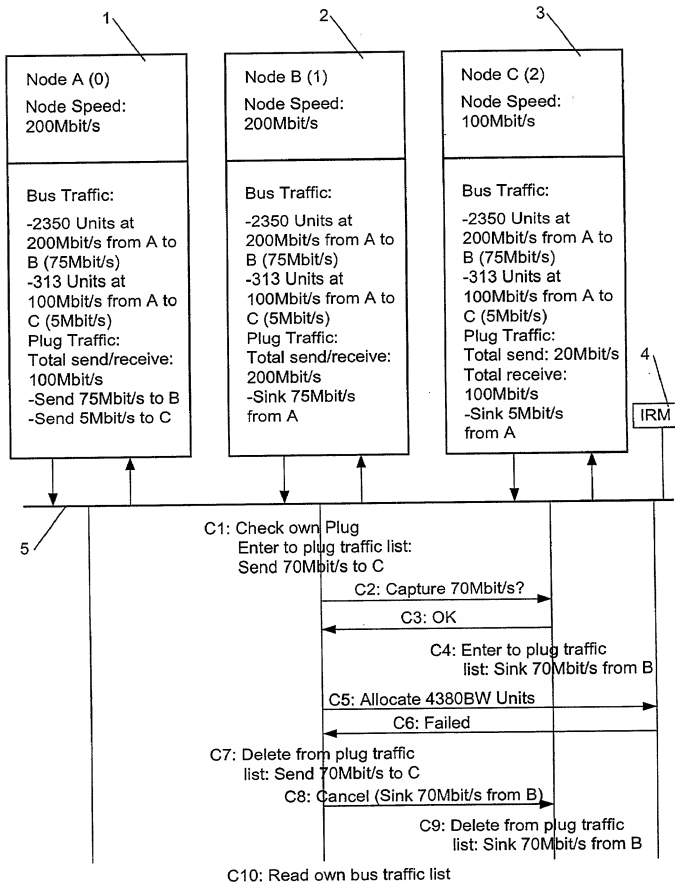 1
2
3
Node A (0)
Node Speed:
200Mbit/s
Bus Traffic:
-2350 Units at
200Mbit/s from A to
B (75Mbit/s)
-313 Units at
100Mbit/s from A to
C (5Mbit/s)
Plug Traffic:
Total send/receive:
100Mbit/s
-Send 75Mbit/s to B
-Send 5Mbit/s to C
Node B (1)
Node Speed:
200Mbit/s
Bus Traffic:
-2350 Units at
200Mbit/s from A to
B (75Mbit/s)
-313 Units at
100Mbit/s from A to
C (5Mbit/s)
Plug Traffic:
Total send/receive:
200Mbit/s
-Sink 75Mbit/s
from A
Node C (2)
Node Speed:
100Mbit/s
Bus Traffic:
-2350 Units at
200Mbit/s from A to
B (75Mbit/s)
-313 Units at
100Mbit/s from A to
C (5Mbit/s)
Plug Traffic:
Total send: 20Mbit/s
Total receive:
100Mbit/s
-Sink 5Mbit/s
from A
4
IRM
5
C1: Check own Plug
Enter to plug traffic list:
Send 70Mbit/s to C
C2: Capture 70Mbit/s?
C3: OK
C4: Enter to plug traffic
list: Sink 70Mbit/s from B
C5: Allocate 4380BW Units
C6: Failed
C7: Delete from plug traffic
list: Send 70Mbit/s to C
C8: Cancel (Sink 70Mbit/s from B)
C9: Delete from plug traffic
list: Sink 70Mbit/s from B
C10: Read own bus traffic list